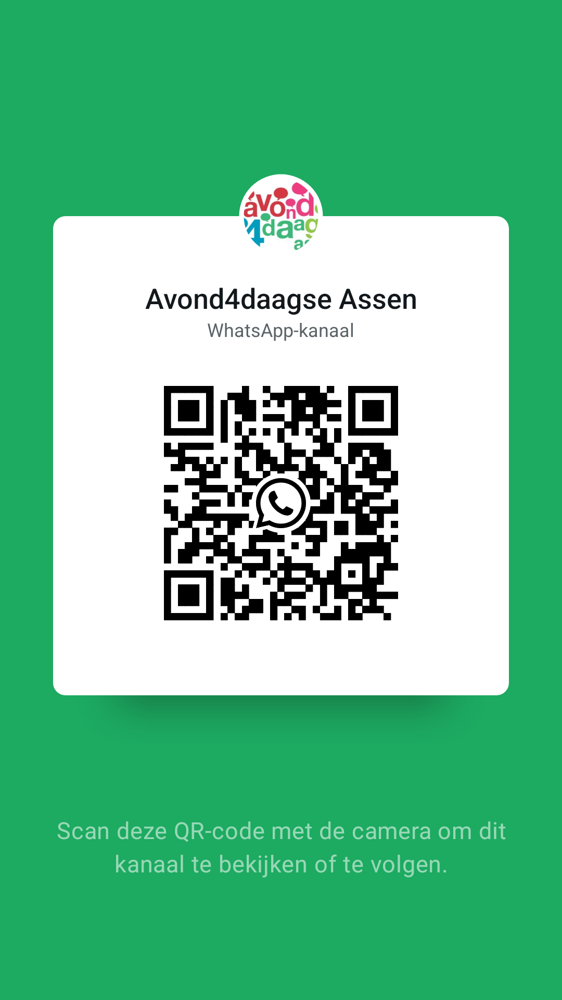 avond
4daag
Avond4daagse Assen
WhatsApp-kanaal
Scan deze QR-code met de camera om dit
kanaal te bekijken of te volgen.